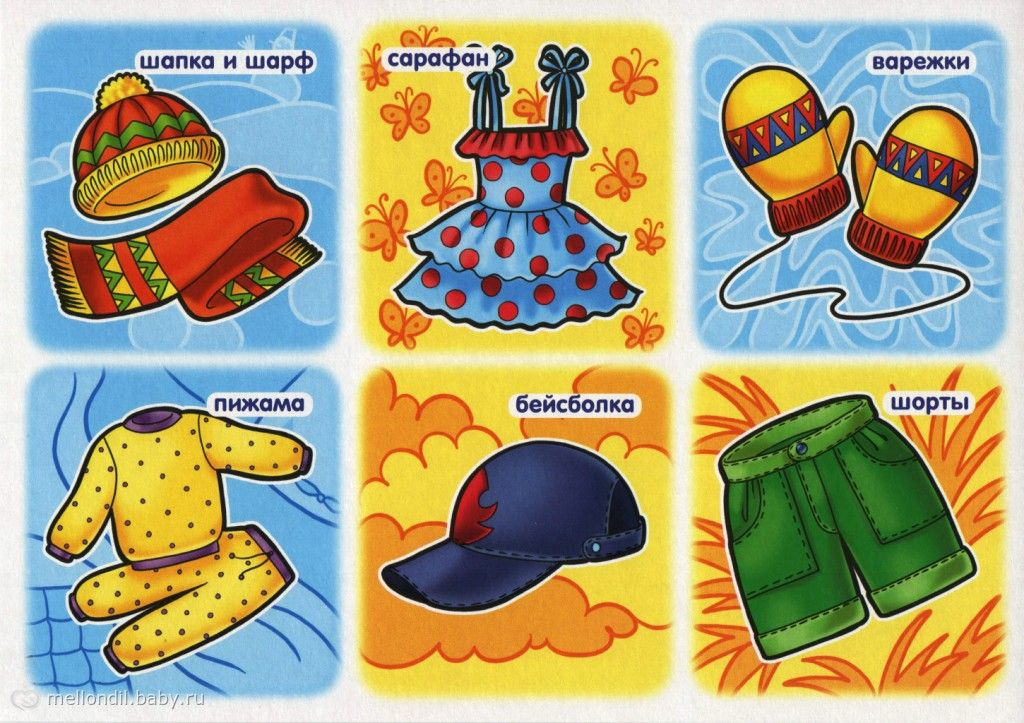 шапка и шарф
сарафан
варежки
пижама
бейсболка
шорты
mellondil.baby.ru